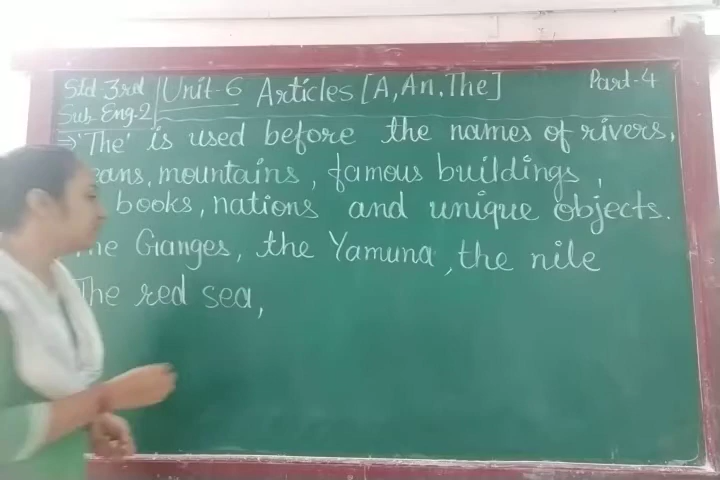 Std 3rd Unit-6 Articles [A, An, The] Part-4
Sub. Eng-2
⇒ 'The' is used before the names of rivers,
mountains, famous buildings,
books, nations and unique objects.
Ganges, the Yamuna, the nile
The red sea,